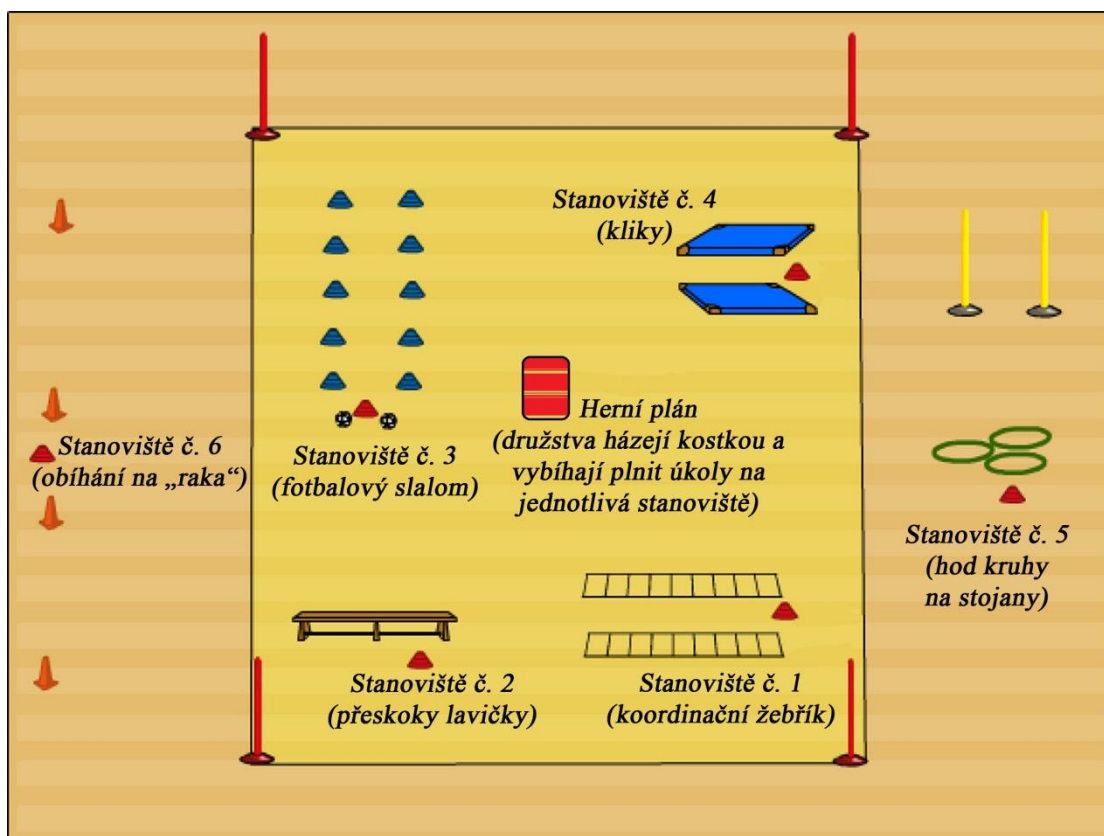 Stanoviště č. 4
(kliky)
Stanoviště č. 6
(obíhání na „raka“)
Stanoviště č. 3
(fotbalový slalom)
Herní plán
(družstva házejí kostkou a
vybíhají plnit úkoly na
jednotlivá stanoviště)
Stanoviště č. 5
(hod kruhy
na stojany)
Stanoviště č. 2
(přeskoky lavičky)
Stanoviště č. 1
(koordinační žebřík)